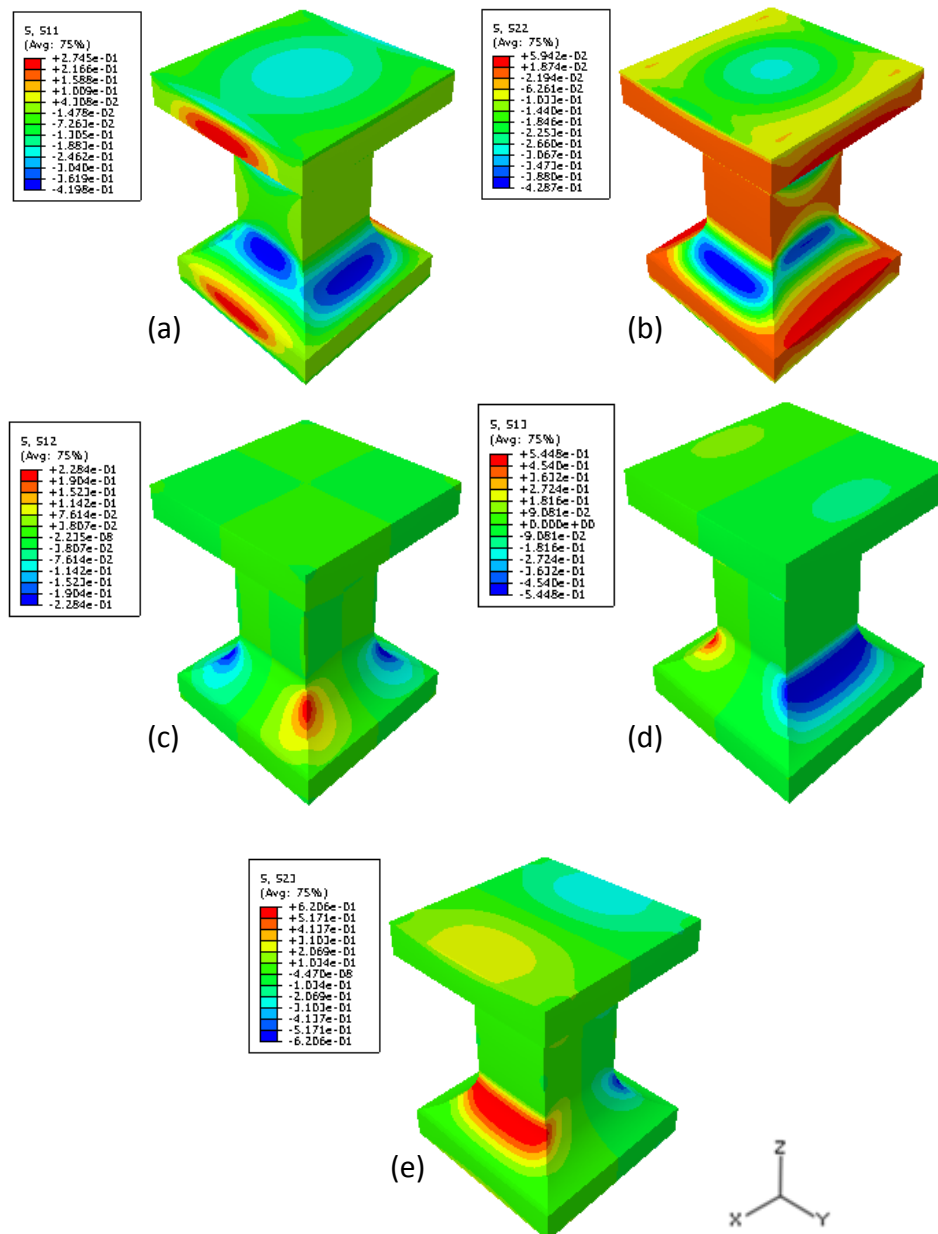 S, S11
(Avg: 75%)
+2.745e-01
+2.166e-01
+1.588e-01
+1.009e-01
+4.308e-02
-1.478e-02
-7.263e-02
-1.305e-01
-1.883e-01
-2.462e-01
-3.040e-01
-3.619e-01
-4.198e-01
(a)
S, S22
(Avg: 75%)
+5.942e-02
+1.874e-02
-2.194e-02
-6.261e-02
-1.033e-01
-1.440e-01
-1.846e-01
-2.253e-01
-2.660e-01
-3.067e-01
-3.473e-01
-3.880e-01
-4.287e-01
(b)
S, S12
(Avg: 75%)
+2.284e-01
+1.904e-01
+1.523e-01
+1.142e-01
+7.614e-02
+3.807e-02
-2.235e-08
-3.807e-02
-7.614e-02
-1.142e-01
-1.523e-01
-1.904e-01
-2.284e-01
(c)
S, S13
(Avg: 75%)
+5.448e-01
+4.540e-01
+3.632e-01
+2.724e-01
+1.816e-01
+9.081e-02
+0.000e+00
-9.081e-02
-1.816e-01
-2.724e-01
-3.632e-01
-4.540e-01
-5.448e-01
(d)
S, S23
(Avg: 75%)
+6.206e-01
+5.171e-01
+4.137e-01
+3.103e-01
+2.069e-01
+1.034e-01
-4.470e-08
-1.034e-01
-2.069e-01
-3.103e-01
-4.137e-01
-5.171e-01
-6.206e-01
(e)
Z
X
Y